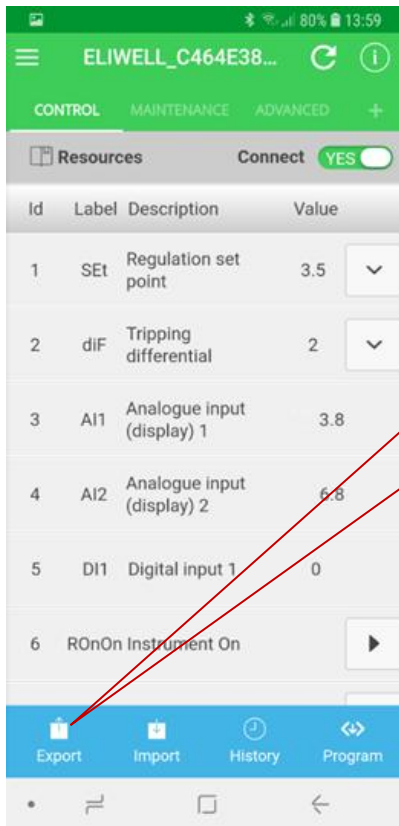 80% 13:59
ELIWELL_C464E38...
CONTROL MAINTENANCE ADVANCED +
Resources Connect YES
Id Label Description Value
1 SEt Regulation set point 3.5
2 diF Tripping differential 2
3 AI1 Analogue input (display) 1 3.8
4 AI2 Analogue input (display) 2 6.8
5 DI1 Digital input 1 0
6 ROnOn Instrument On
Export Import History Program